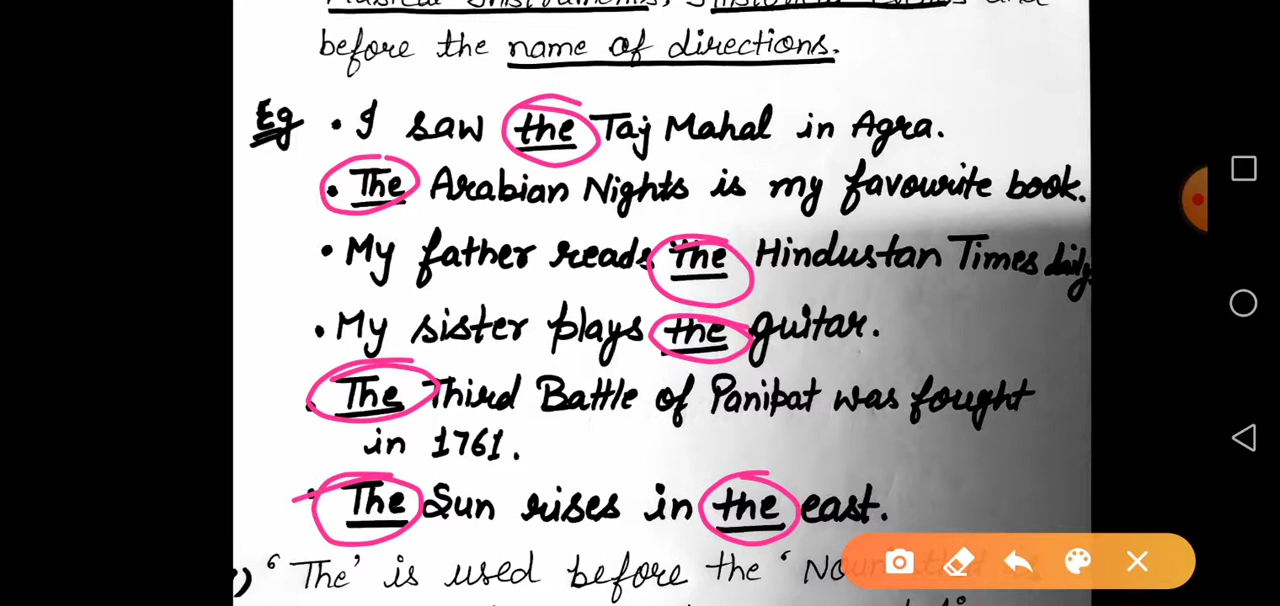 before the name of directions.
Eg • I saw the Taj Mahal in Agra.
• The Arabian Nights is my favourite book.
• My father reads the Hindustan Times daily
• My sister plays the guitar.
• The Third Battle of Panipat was fought
in 1761.
• The Sun rises in the east.
) 'The' is used before the 'Noun